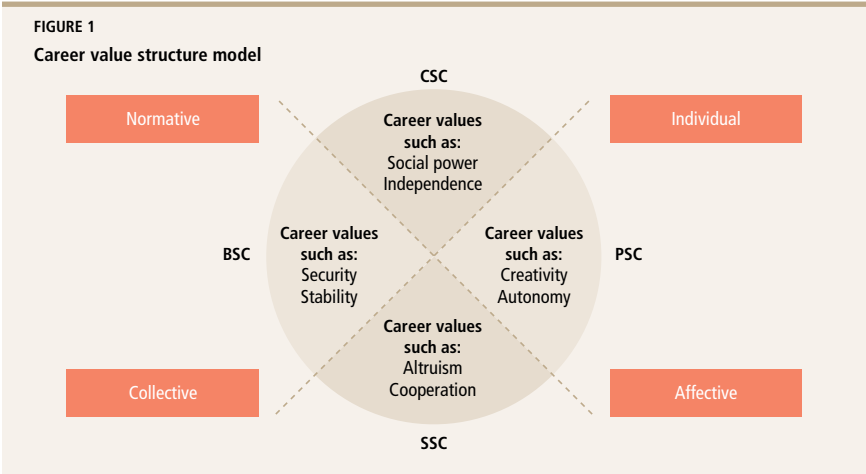 FIGURE 1
Career value structure model
CSC
Normative
Individual
Career values
such as:
Social power
Independence
BSC
Career values
such as:
Security
Stability
Career values
such as:
Creativity
Autonomy
PSC
Career values
such as:
Altruism
Cooperation
Collective
Affective
SSC